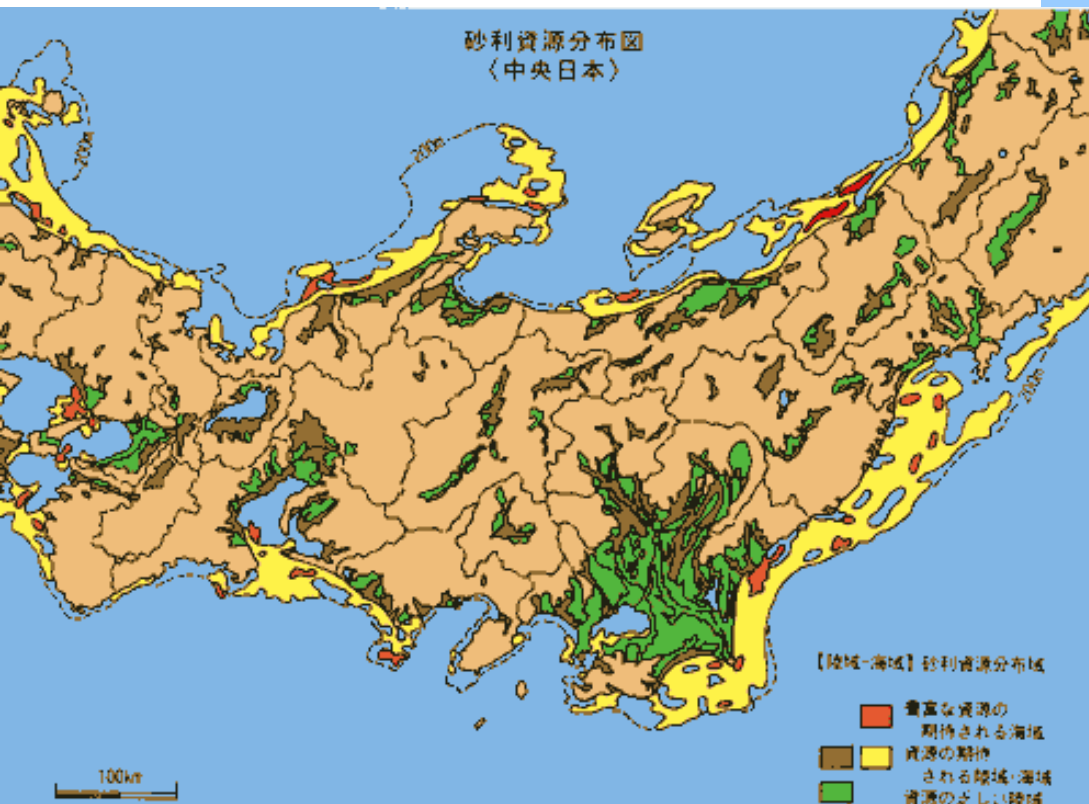 砂利資源分布図
〈中央日本〉
200m
200m
200m
【陸域-海域】砂利資源分布域
豊富な資源の
期待される海域
資源の期待
される陸域・海域
資源の乏しい陸域
100km